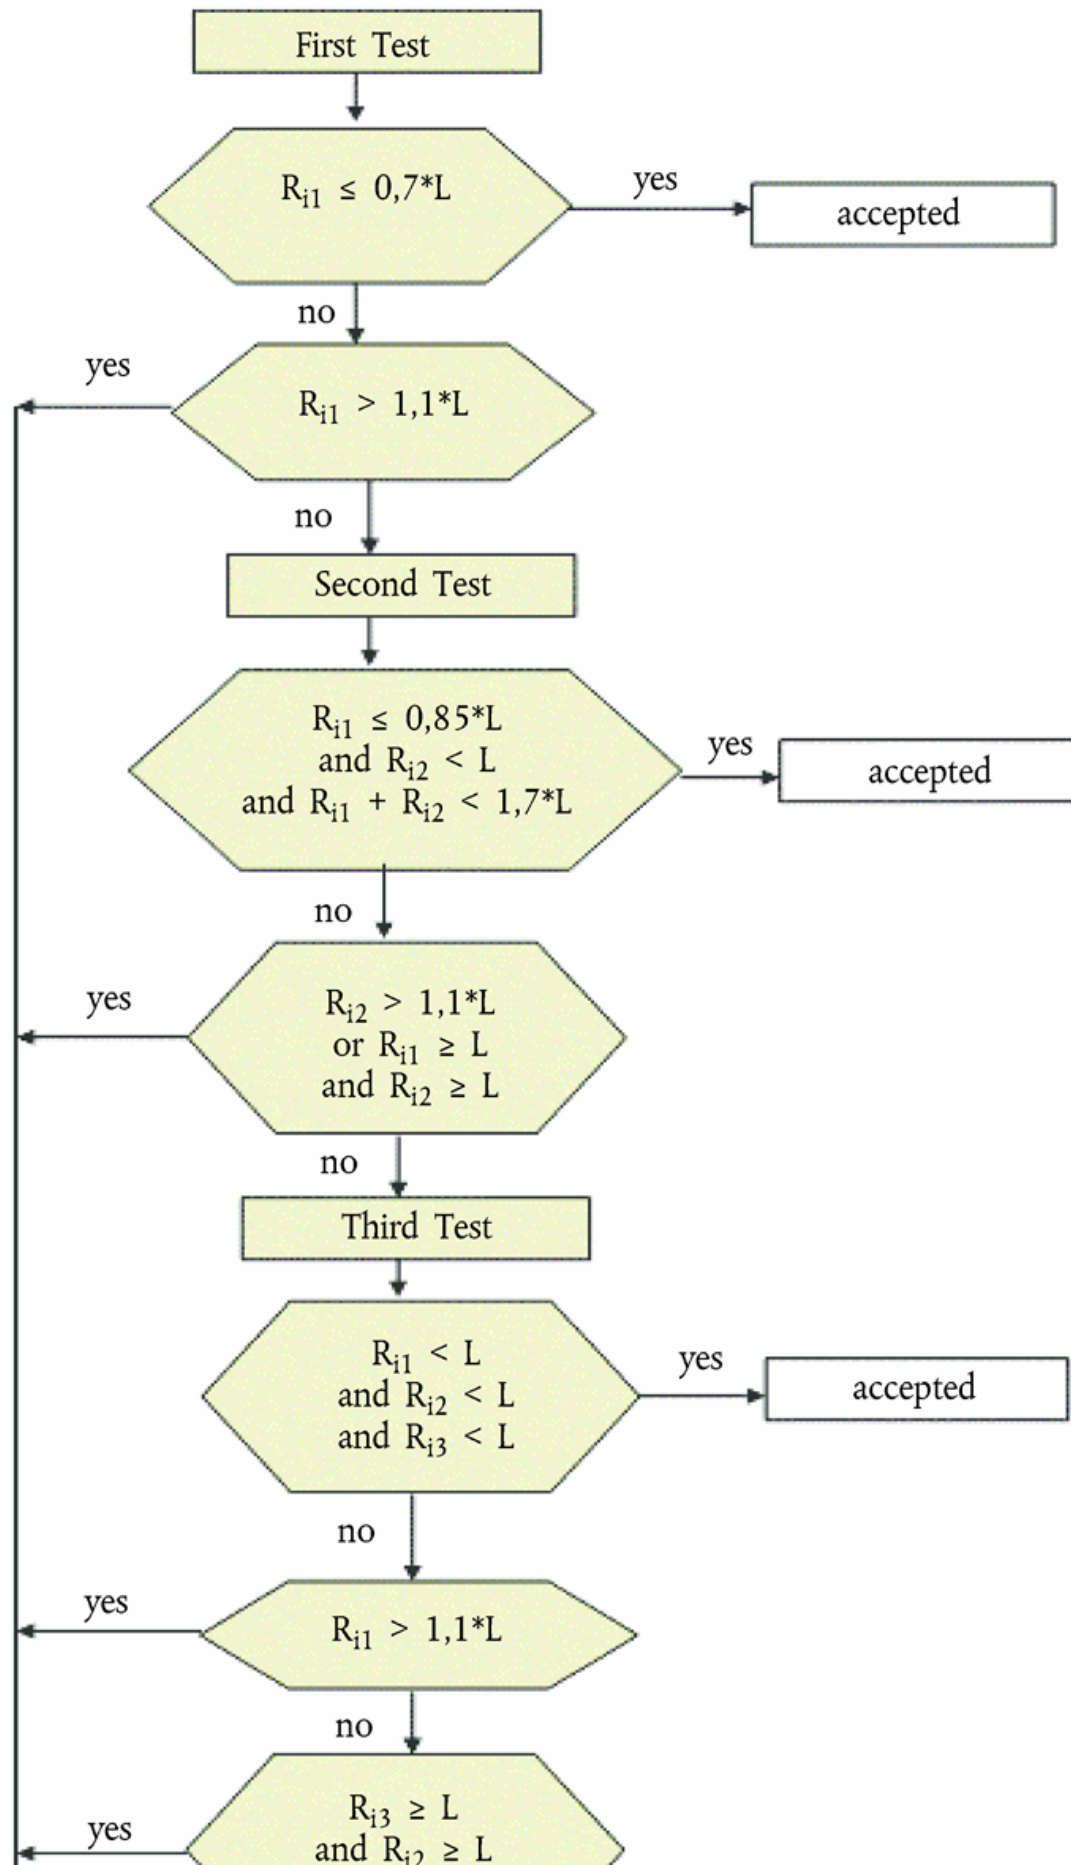 First Test
Ri1 ≤ 0,7*L
yes
accepted
no
yes
Ri1 > 1,1*L
no
Second Test
Ri1 ≤ 0,85*L
and Ri2 < L
and Ri1 + Ri2 < 1,7*L
yes
accepted
no
yes
Ri2 > 1,1*L
or Ri1 ≥ L
and Ri2 ≥ L
no
Third Test
Ri1 < L
and Ri2 < L
and Ri3 < L
yes
accepted
no
yes
Ri1 > 1,1*L
no
yes
Ri3 ≥ L
and Ri2 ≥ L